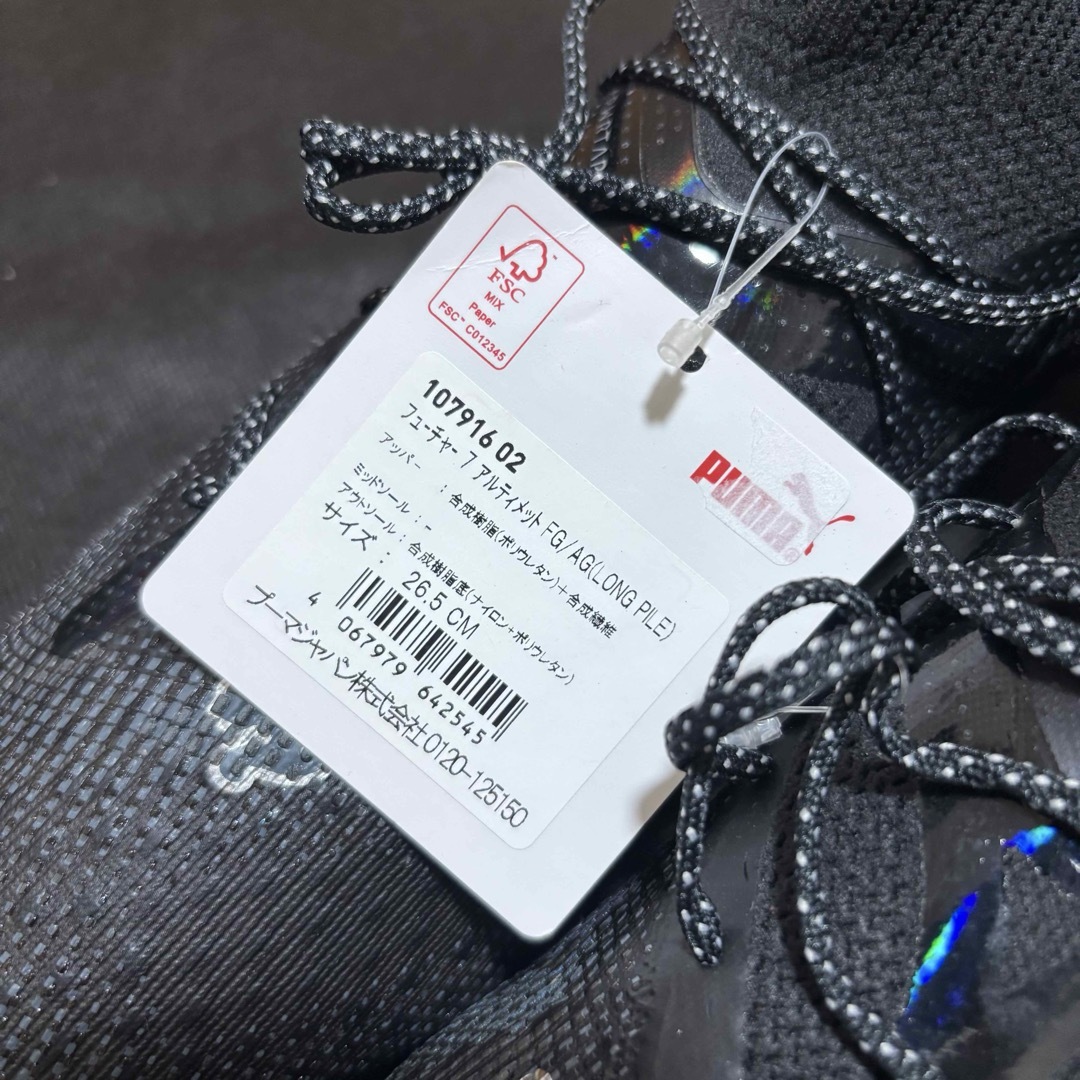 FSC
MIX
Paper
FSC™ C012345
PUMA®
107916 02
フューチャー 7 アルティメット FG/AG(LONG PILE)
アッパー : 合成樹脂(ポリウレタン)+合成繊維
ミッドソール : -
アウトソール : 合成樹脂底(ナイロン+ポリウレタン)
サイズ : 26.5 CM
4 067979 642545
プーマジャパン株式会社 0120-125150